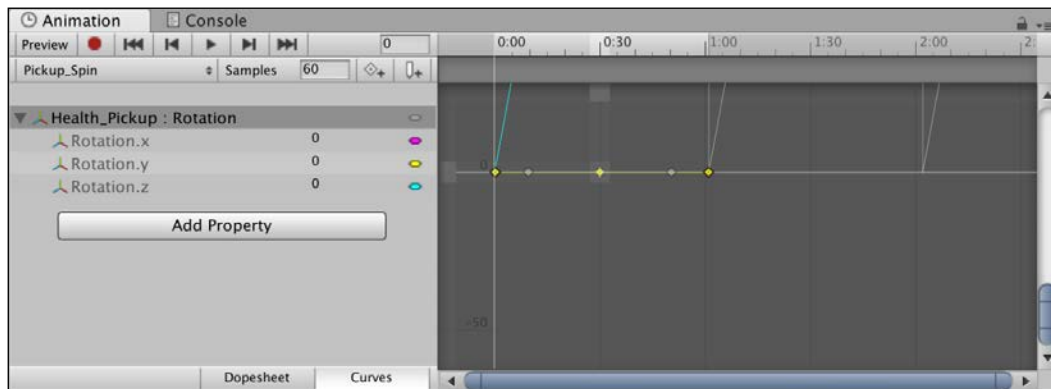 Animation
Console
Preview
0
0:00
0:30
1:00
1:30
2:00
2:
Pickup_Spin
Samples
60
Health_Pickup : Rotation
Rotation.x
0
Rotation.y
0
Rotation.z
0
0
-50
Add Property
Dopesheet
Curves